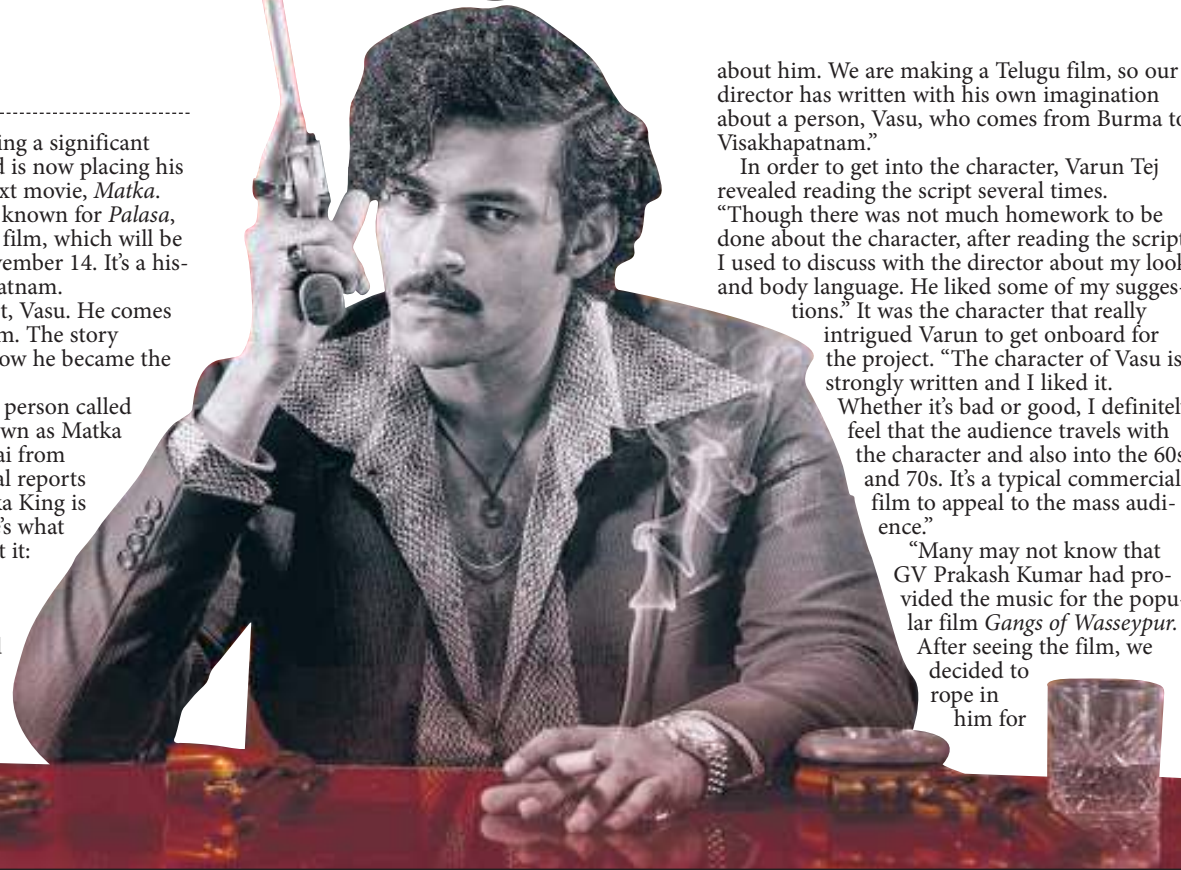 ing a significant
d is now placing his
xt movie, Matka.
known for Palasa,
film, which will be
vember 14. It's a his-
atnam.
t, Vasu. He comes
m. The story
ow he became the
person called
wn as Matka
ai from
al reports
ka King is
e's what
t it:
about him. We are making a Telugu film, so our
director has written with his own imagination
about a person, Vasu, who comes from Burma to
Visakhapatnam.”
In order to get into the character, Varun Tej
revealed reading the script several times.
“Though there was not much homework to be
done about the character, after reading the script
I used to discuss with the director about my look
and body language. He liked some of my sugges-
tions.” It was the character that really
intrigued Varun to get onboard for
the project. “The character of Vasu is
strongly written and I liked it.
Whether it's bad or good, I definitely
feel that the audience travels with
the character and also into the 60s
and 70s. It's a typical commercial
film to appeal to the mass audi-
ence.”
“Many may not know that
GV Prakash Kumar had pro-
vided the music for the popu-
lar film Gangs of Wasseypur.
After seeing the film, we
decided to
rope in
him for